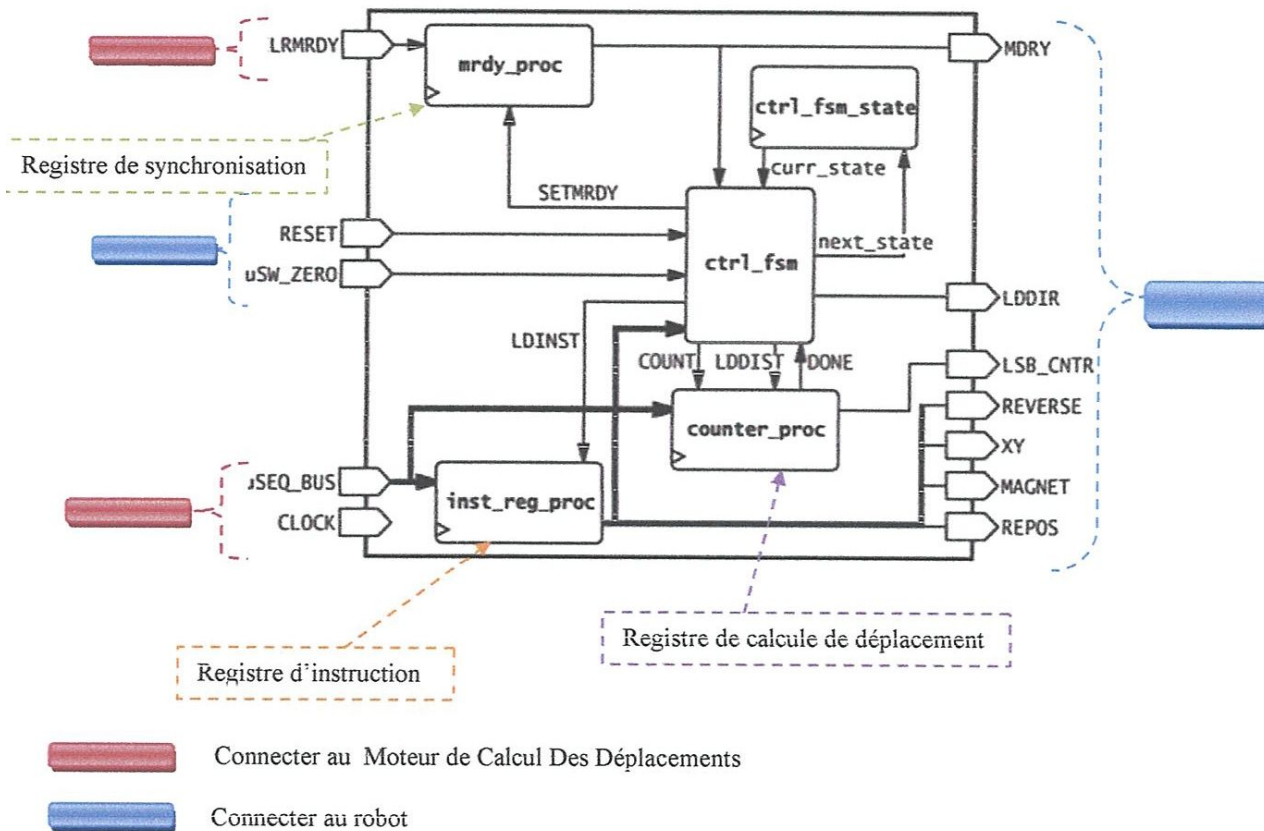 LRMRDY
mrdy_proc
MDRY
ctrl_fsm_state
Registre de synchronisation
curr_state
SETMRDY
RESET
next_state
uSW_ZERO
ctrl_fsm
LDDIR
LDINST
COUNT
LDDIST
DONE
LSB_CNTR
REVERSE
counter_proc
XY
uSEQ_BUS
inst_reg_proc
MAGNET
CLOCK
REPOS
Registre de calcule de déplacement
Registre d'instruction
Connecter au Moteur de Calcul Des Déplacements
Connecter au robot